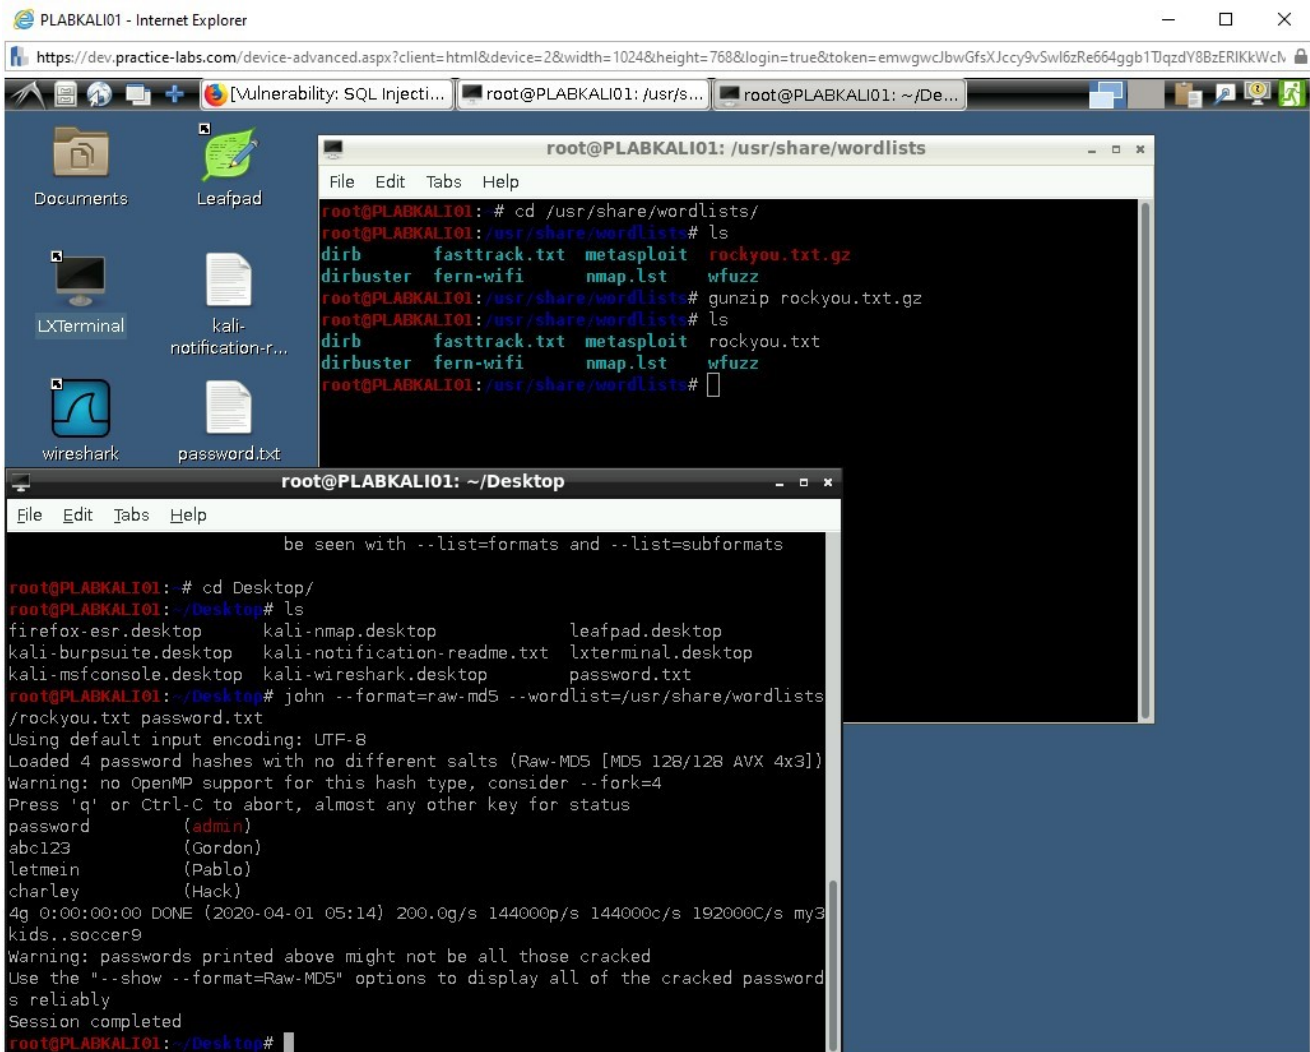 PLABKALI01 - Internet Explorer
https://dev.practice-labs.com/device-advanced.aspx?client=html&device=2&width=1024&height=768&login=true&token=
[Vulnerability: SQL Injecti...
root@PLABKALI01: /usr/s...
root@PLABKALI01: ~/De...
Documents
Leafpad
LXTerminal
kali-
notification-r...
wireshark
password.txt
root@PLABKALI01: /usr/share/wordlists
File Edit Tabs Help
root@PLABKALI01:~# cd /usr/share/wordlists/
root@PLABKALI01:/usr/share/wordlists# ls
dirb fasttrack.txt metasploit rockyou.txt.gz
dirbuster fern-wifi nmap.lst wfuzz
root@PLABKALI01:/usr/share/wordlists# gunzip rockyou.txt.gz
root@PLABKALI01:/usr/share/wordlists# ls
dirb fasttrack.txt metasploit rockyou.txt
dirbuster fern-wifi nmap.lst wfuzz
root@PLABKALI01:/usr/share/wordlists#
root@PLABKALI01: ~/Desktop
File Edit Tabs Help
be seen with --list=formats and --list=subformats
root@PLABKALI01:~# cd Desktop/
root@PLABKALI01:~/Desktop# ls
firefox-esr.desktop kali-nmap.desktop leafpad.desktop
kali-burpsuite.desktop kali-notification-readme.txt lxterminal.desktop
kali-msfconsole.desktop kali-wireshark.desktop password.txt
root@PLABKALI01:~/Desktop# john --format=raw-md5 --wordlist=/usr/share/wordlists
/rockyou.txt password.txt
Using default input encoding: UTF-8
Loaded 4 password hashes with no different salts (Raw-MD5 [MD5 128/128 AVX 4x3])
Warning: no OpenMP support for this hash type, consider --fork=4
Press 'q' or Ctrl-C to abort, almost any other key for status
password (admin)
abc123 (Gordon)
letmein (Pablo)
charley (Hack)
4g 0:00:00:00 DONE (2020-04-01 05:14) 200.0g/s 144000p/s 144000c/s 192000C/s my3
kids..soccer9
Warning: passwords printed above might not be all those cracked
Use the "--show --format=Raw-MD5" options to display all of the cracked password
s reliably
Session completed
root@PLABKALI01:~/Desktop#